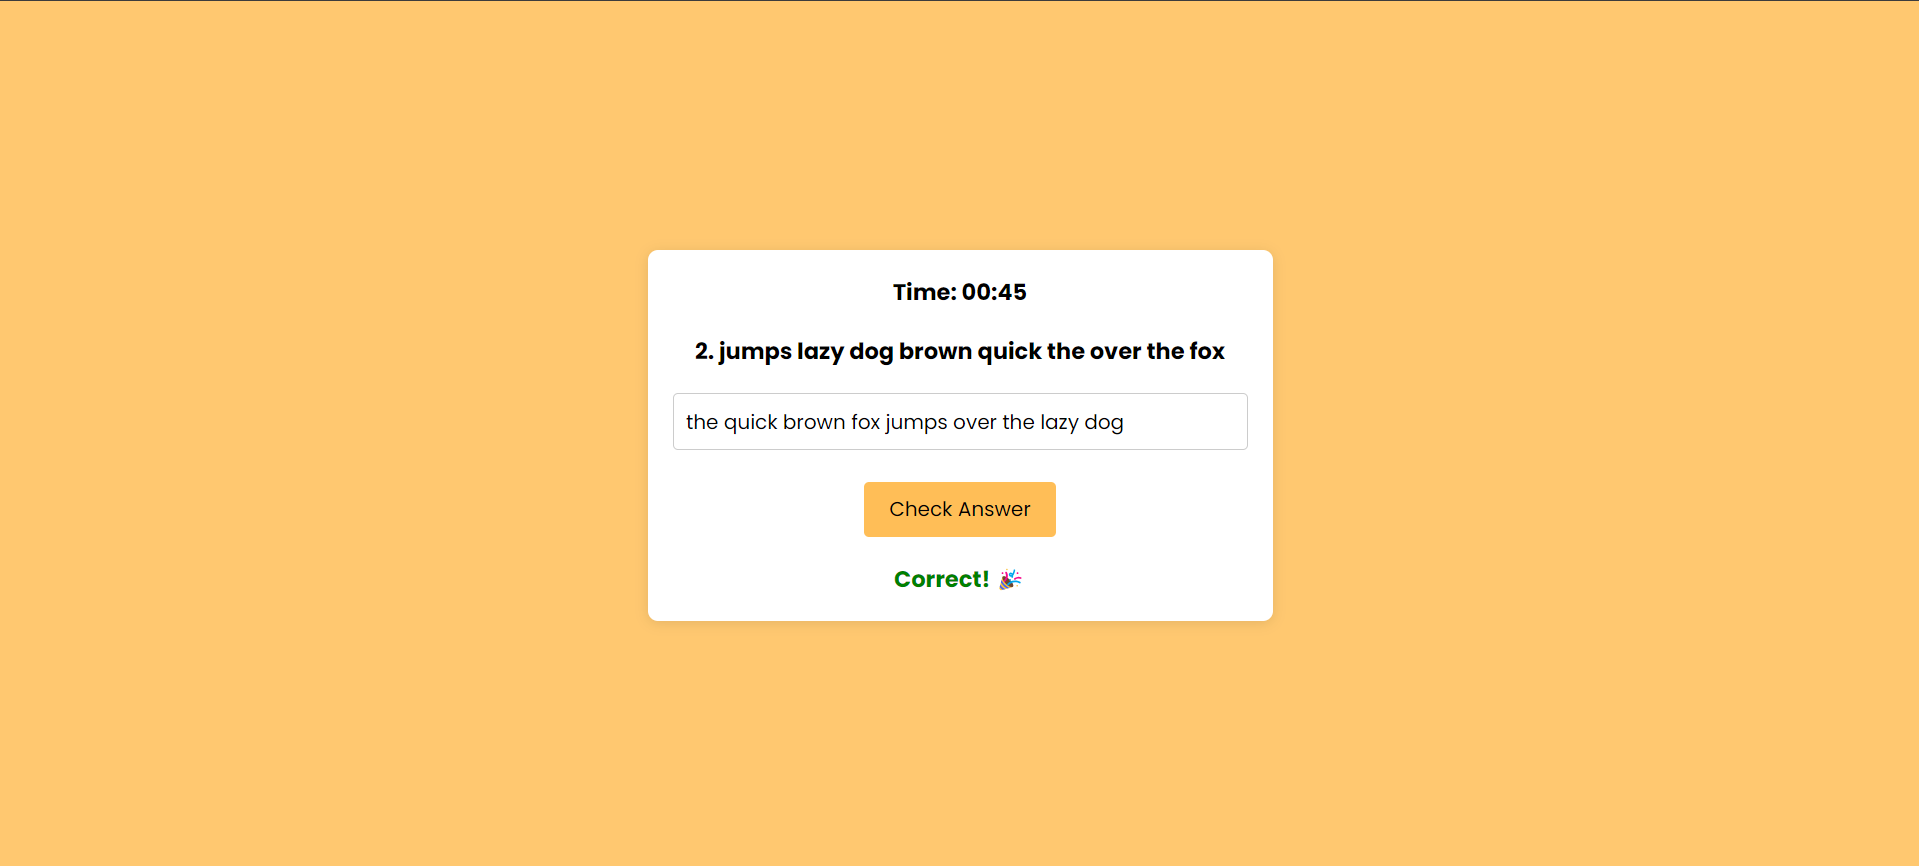 Time: 00:45
2. jumps lazy dog brown quick the over the fox
the quick brown fox jumps over the lazy dog
Check Answer
Correct! 🎉